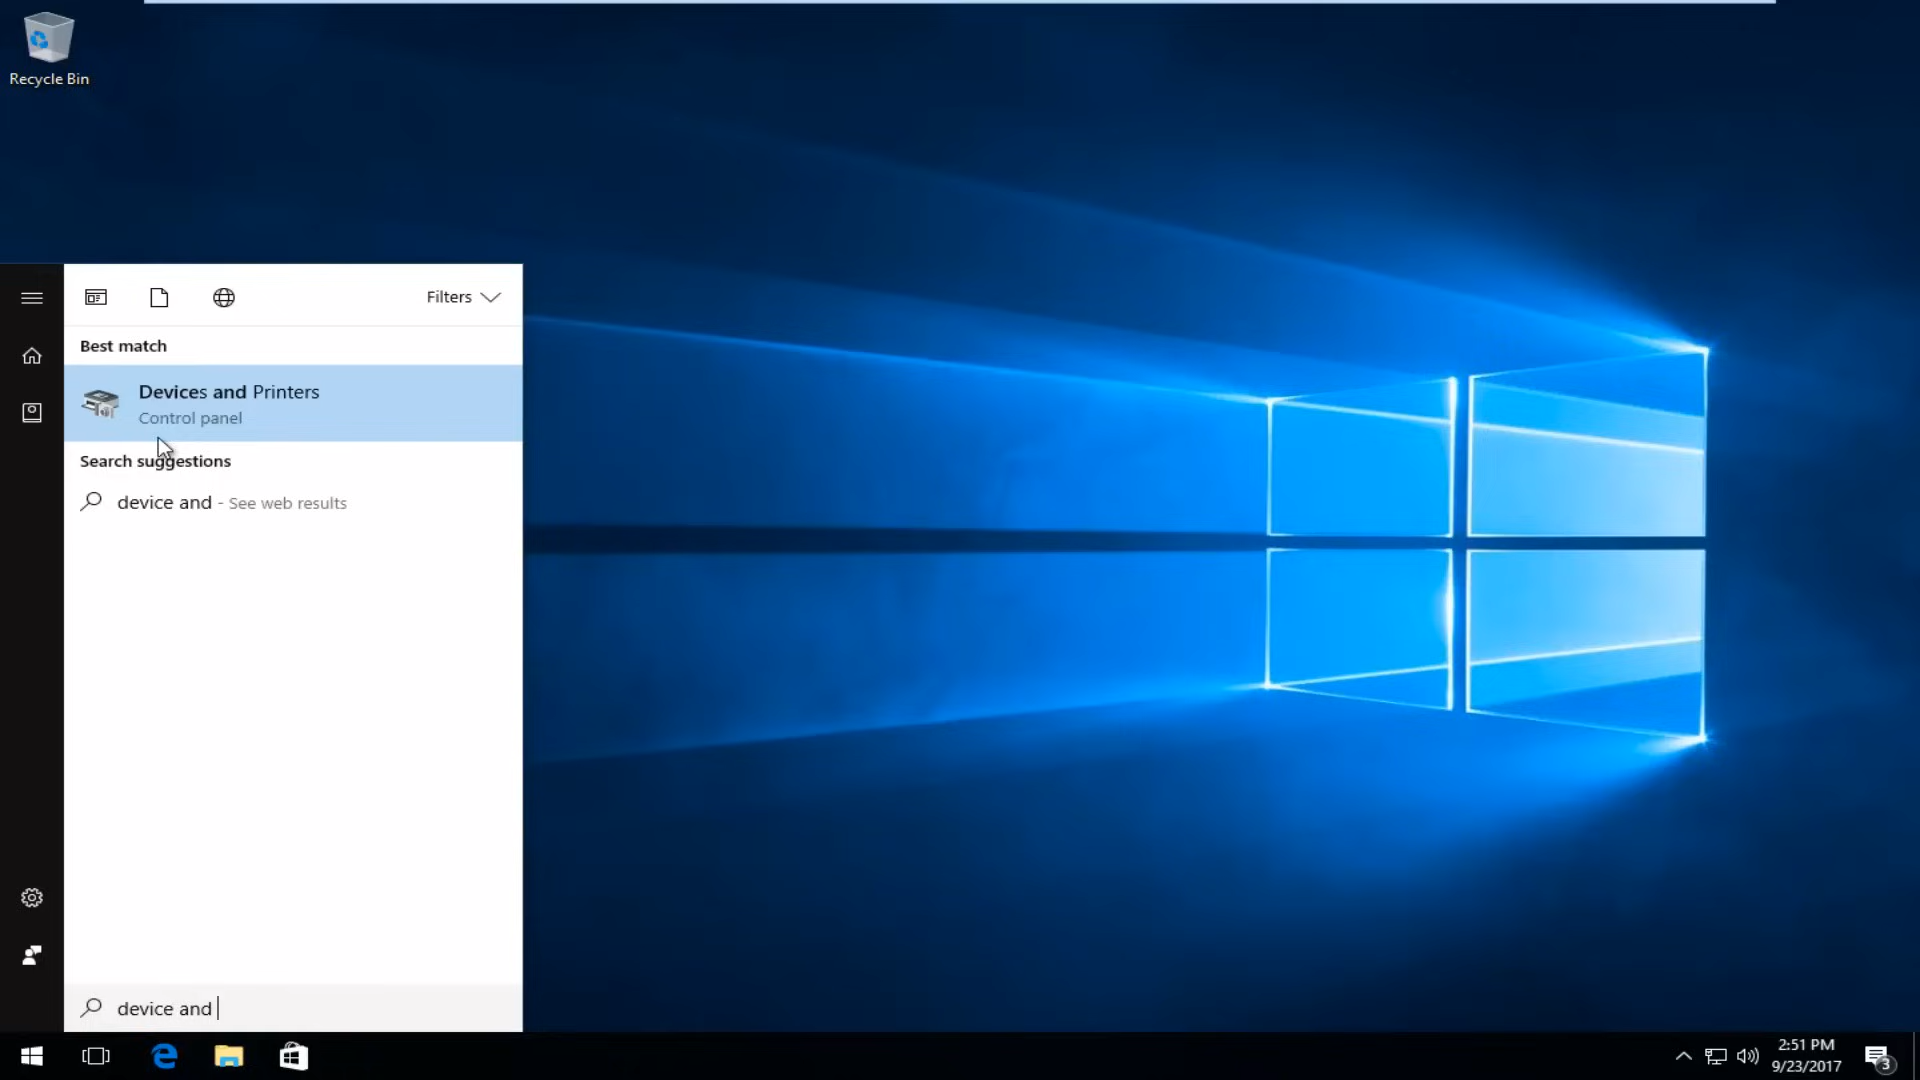 Recycle Bin
Filters
Best match
Devices and Printers
Control panel
Search suggestions
device and - See web results
device and
2:51 PM
9/23/2017
3